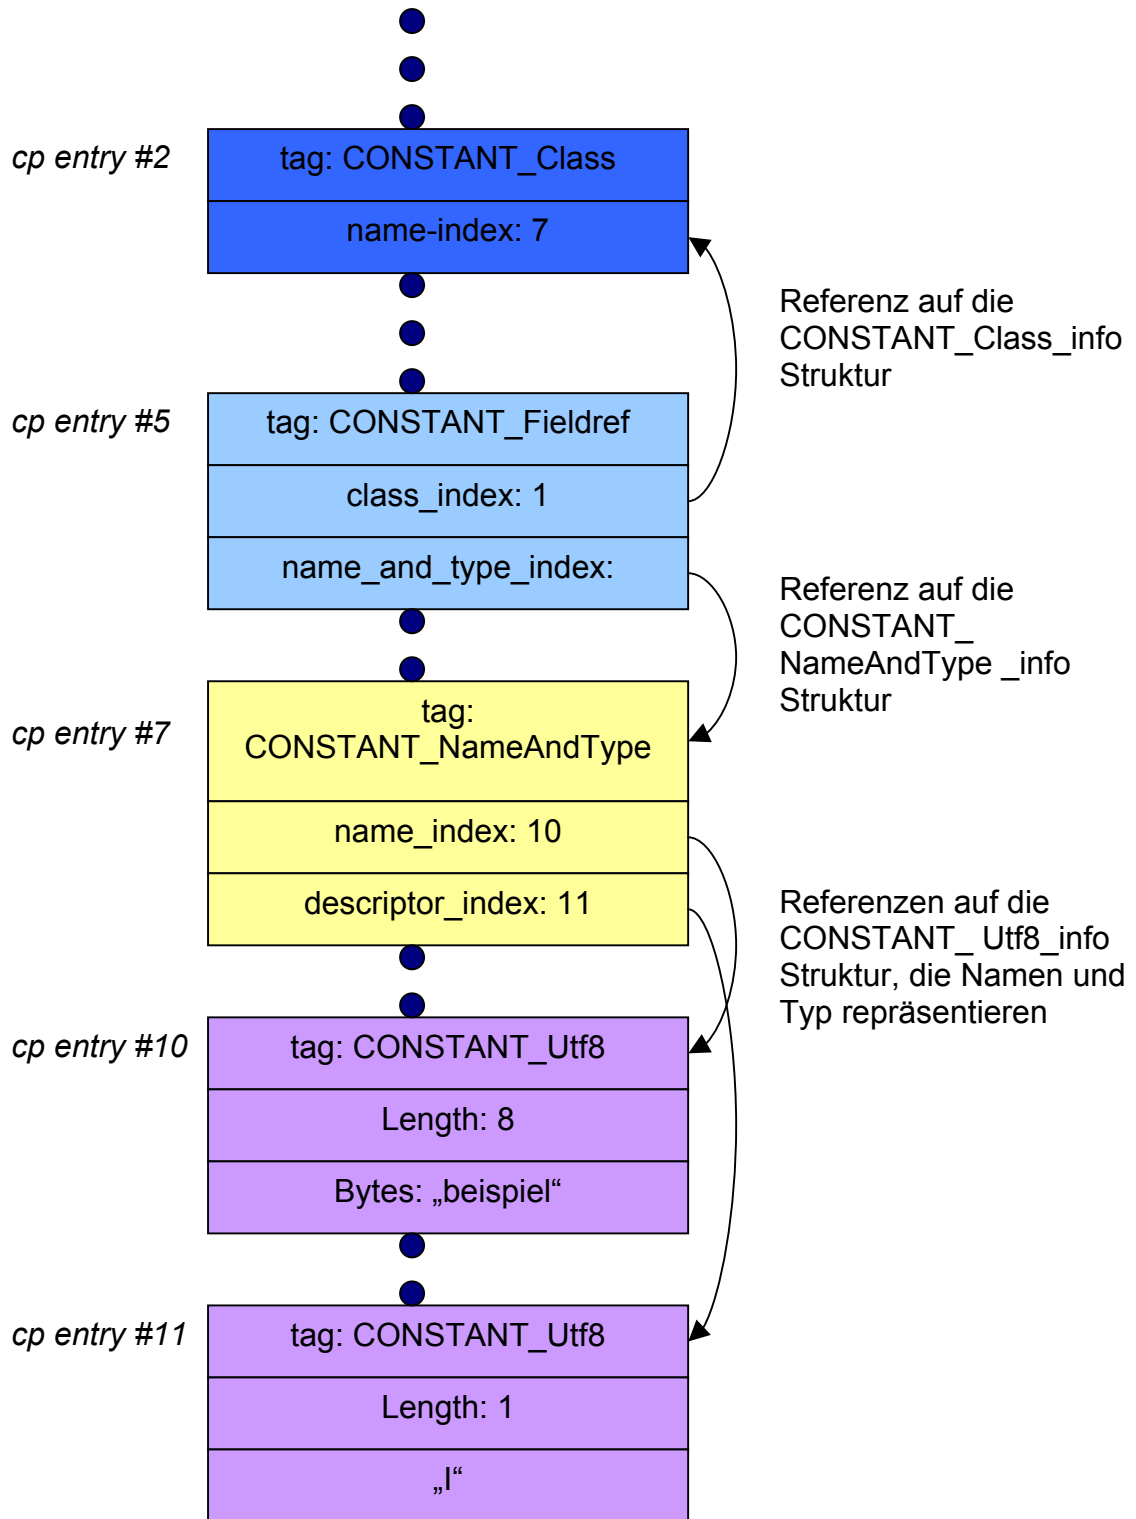 cp entry #2
tag: CONSTANT_Class
name-index: 7
Referenz auf die
CONSTANT_Class_info
Struktur
cp entry #5
tag: CONSTANT_Fieldref
class_index: 1
name_and_type_index:
Referenz auf die
CONSTANT_
NameAndType _info
Struktur
cp entry #7
tag:
CONSTANT_NameAndType
name_index: 10
descriptor_index: 11
Referenzen auf die
CONSTANT_ Utf8_info
Struktur, die Namen und
Typ repräsentieren
cp entry #10
tag: CONSTANT_Utf8
Length: 8
Bytes: „beispiel“
cp entry #11
tag: CONSTANT_Utf8
Length: 1
„I“